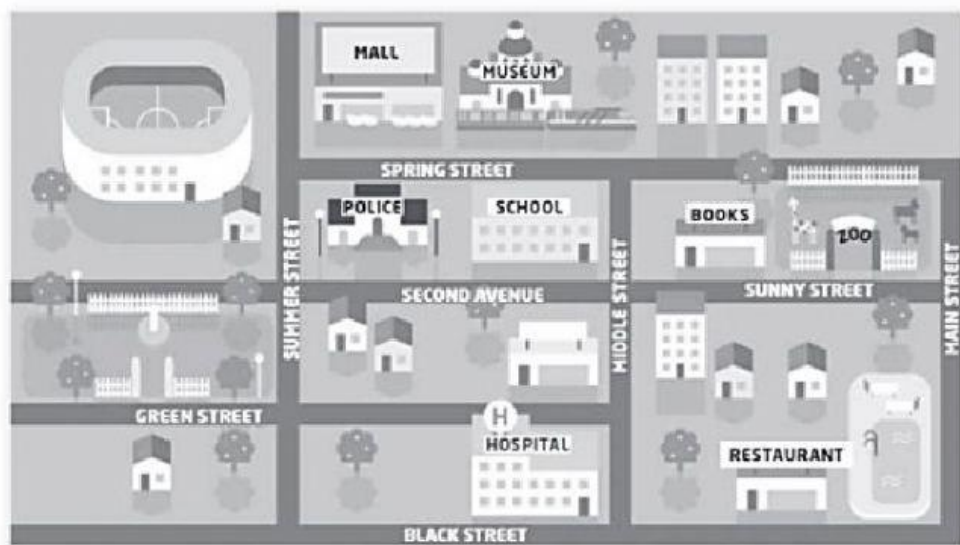 MALL
MUSEUM
SPRING STREET
POLICE
SCHOOL
BOOKS
ZOO
SUMMER STREET
MIDDLE STREET
MAIN STREET
SECOND AVENUE
SUNNY STREET
GREEN STREET
H
HOSPITAL
RESTAURANT
BLACK STREET